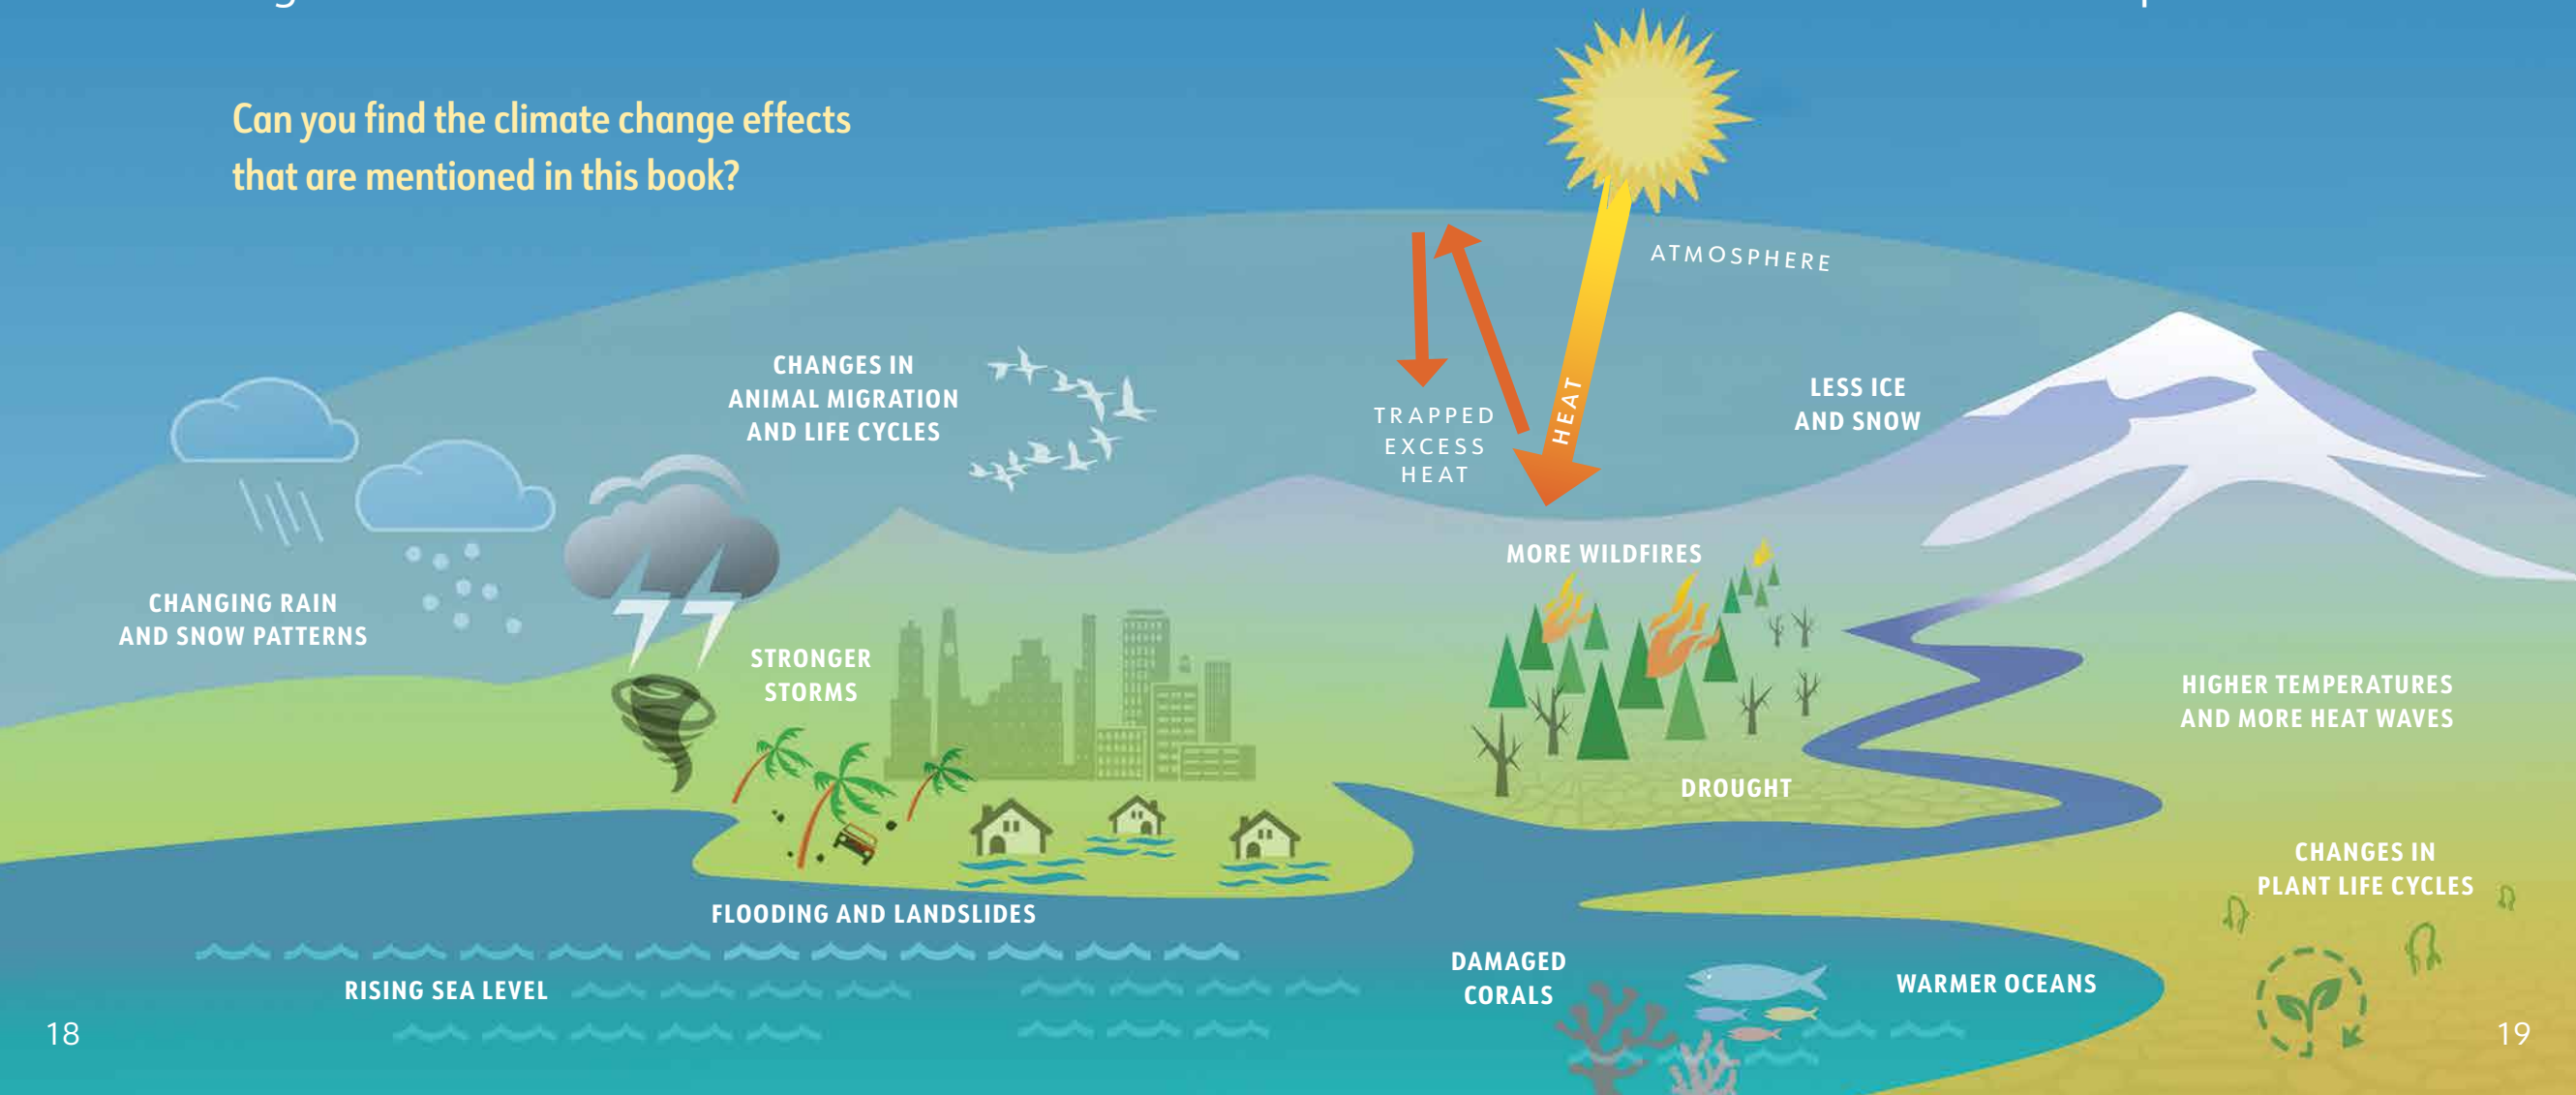 Can you find the climate change effects
that are mentioned in this book?
ATMOSPHERE
HEAT
TRAPPED
EXCESS
HEAT
CHANGES IN
ANIMAL MIGRATION
AND LIFE CYCLES
LESS ICE
AND SNOW
CHANGING RAIN
AND SNOW PATTERNS
STRONGER
STORMS
MORE WILDFIRES
HIGHER TEMPERATURES
AND MORE HEAT WAVES
DROUGHT
CHANGES IN
PLANT LIFE CYCLES
FLOODING AND LANDSLIDES
RISING SEA LEVEL
DAMAGED
CORALS
WARMER OCEANS
18
19